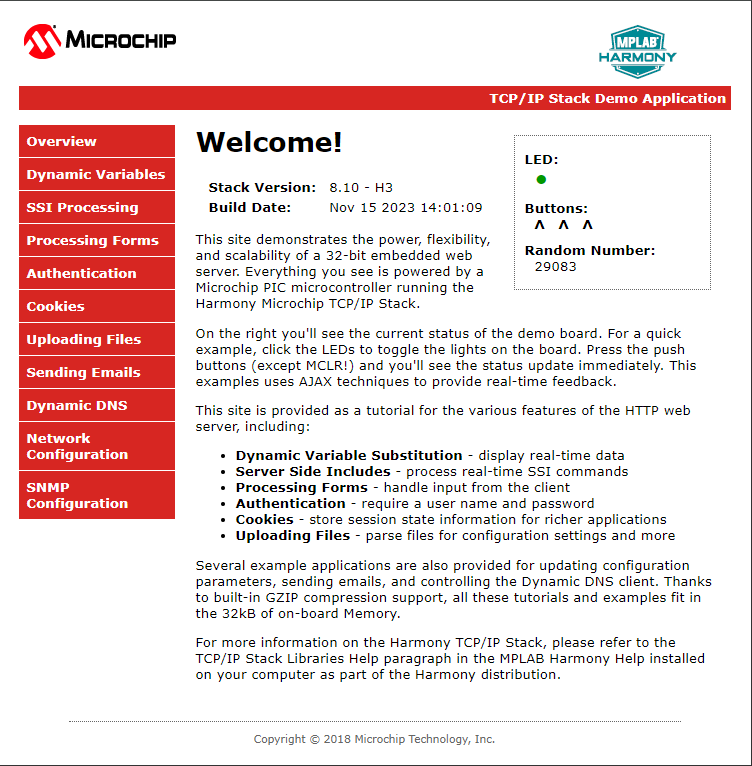 MICROCHIP
MPLAB
HARMONY
TCP/IP Stack Demo Application
Overview
Dynamic Variables
SSI Processing
Processing Forms
Authentication
Cookies
Uploading Files
Sending Emails
Dynamic DNS
Network
Configuration
SNMP
Configuration
Welcome!
Stack Version: 8.10 - H3
Build Date: Nov 15 2023 14:01:09
This site demonstrates the power, flexibility,
and scalability of a 32-bit embedded web
server. Everything you see is powered by a
Microchip PIC microcontroller running the
Harmony Microchip TCP/IP Stack.
LED:
Buttons:
Λ Λ Λ
Random Number:
29083
On the right you'll see the current status of the demo board. For a quick
example, click the LEDs to toggle the lights on the board. Press the push
buttons (except MCLR!) and you'll see the status update immediately. This
examples uses AJAX techniques to provide real-time feedback.
This site is provided as a tutorial for the various features of the HTTP web
server, including:
• Dynamic Variable Substitution - display real-time data
• Server Side Includes - process real-time SSI commands
• Processing Forms - handle input from the client
• Authentication - require a user name and password
• Cookies - store session state information for richer applications
• Uploading Files - parse files for configuration settings and more
Several example applications are also provided for updating configuration
parameters, sending emails, and controlling the Dynamic DNS client. Thanks
to built-in GZIP compression support, all these tutorials and examples fit in
the 32kB of on-board Memory.
For more information on the Harmony TCP/IP Stack, please refer to the
TCP/IP Stack Libraries Help paragraph in the MPLAB Harmony Help installed
on your computer as part of the Harmony distribution.
Copyright © 2018 Microchip Technology, Inc.